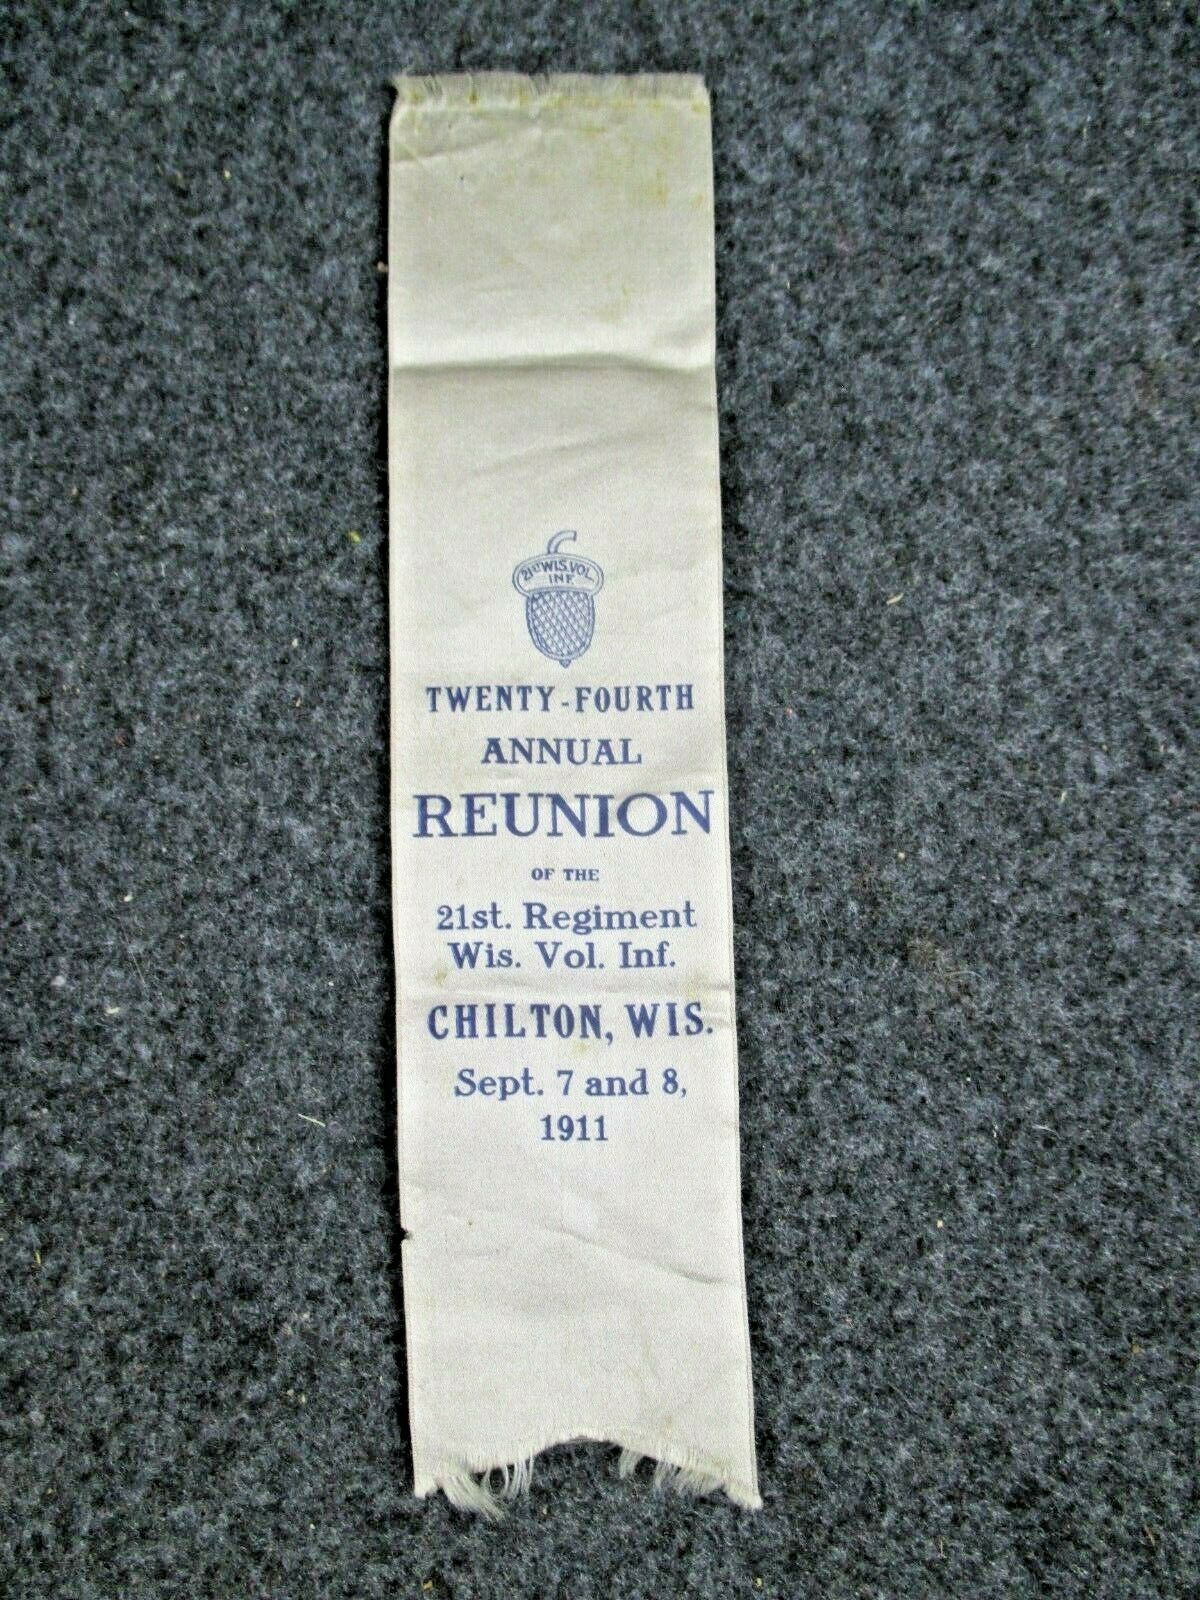 21ST WIS. VOL.
INF.
TWENTY-FOURTH
ANNUAL
REUNION
OF THE
21st. Regiment
Wis. Vol. Inf.
CHILTON, WIS.
Sept. 7 and 8,
1911